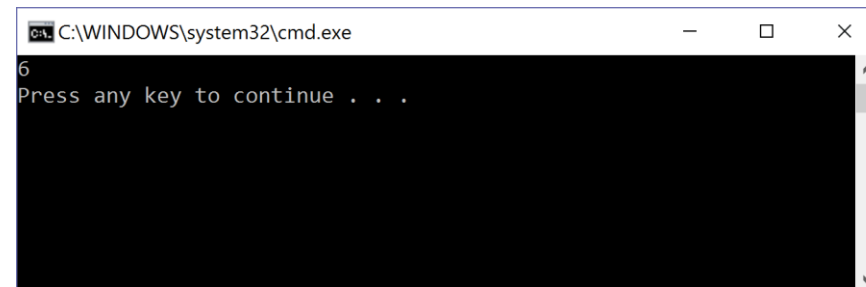 C:\WINDOWS\system32\cmd.exe
6
Press any key to continue . . .